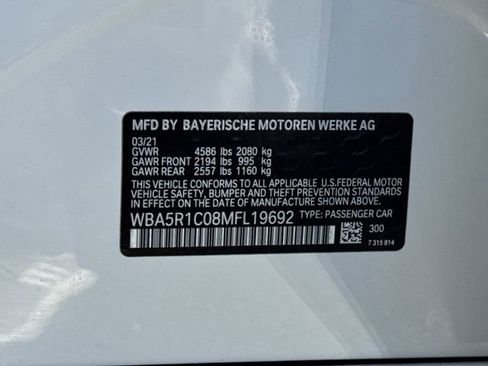 MFD BY BAYERISCHE MOTOREN WERKE AG
03/21
GVWR 4586 lbs 2080 kg
GAWR FRONT 2194 lbs 995 kg
GAWR REAR 2557 lbs 1160 kg
THIS VEHICLE CONFORMS TO ALL APPLICABLE U.S.FEDERAL MOTOR
VEHICLE SAFETY, BUMPER AND THEFT PREVENTION STANDARDS
IN EFFECT ON THE DATE OF MANUFACTURE SHOWN ABOVE.
WBA5R1C08MFL19692 TYPE: PASSENGER CAR
300
7 315 814